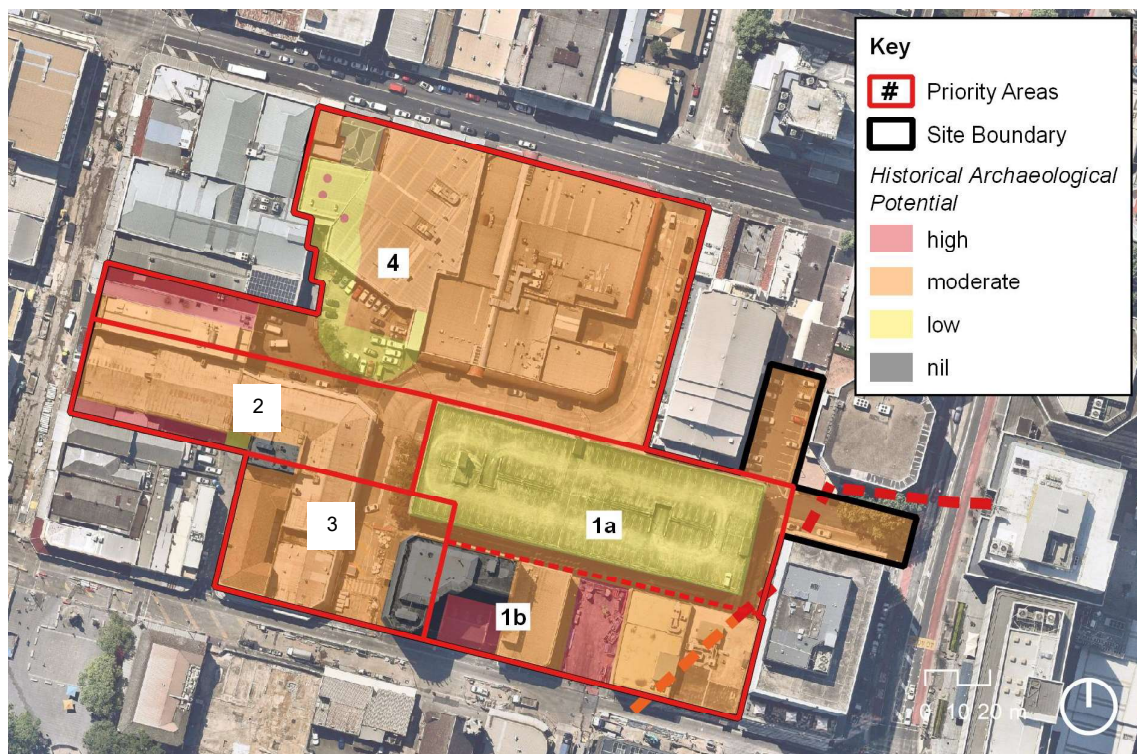 Key
# Priority Areas
Site Boundary
Historical Archaeological
Potential
high
moderate
low
nil
4
2
3
1a
1b
0 10 20 m